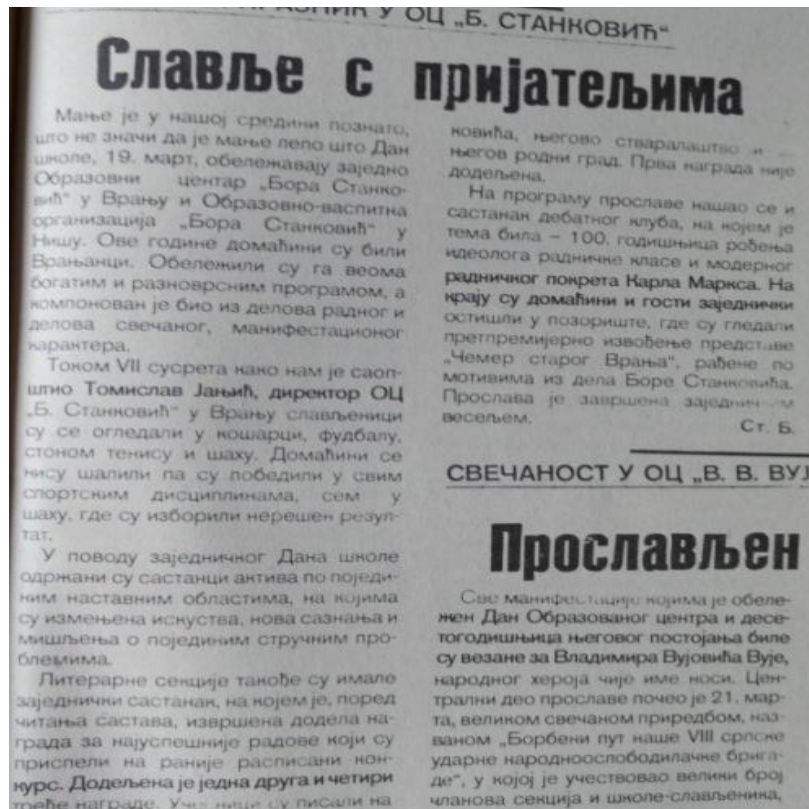 ПРАЗНИК У ОЦ „Б. СТАНКОВИЋ“
Славље с пријатељима
Мање је у нашој средини познато,
што не значи да је мање лепо што Дан
школе, 19. март, обележавају заједно
Образовни центар „Бора Станко-
вић“ у Врању и Образовно-васпитна
организација „Бора Станковић“ у
Нишу. Ове године домаћини су били
Врањанци. Обележили су га веома
богатим и разноврсним програмом, а
компонован је био из делова радног и
делова свечаног, манифестационог
карактера.
Током VII сусрета како нам је саоп-
штио Томислав Јањић, директор ОЦ
„Б. Станковић“ у Врању слављеници
су се огледали у кошарци, фудбалу,
стоном тенису и шаху. Домаћини се
нису шалили па су победили у свим
спортским дисциплинама, сем у
шаху, где су изборили нерешен резул-
тат.
У поводу заједничког Дана школе
одржани су састанци актива по поједи-
ним наставним областима, на којима
су измењена искуства, нова сазнања и
мишљења о појединим стручним про-
блемима.
Литерарне секције такође су имале
заједнички састанак, на којем је, поред
читања састава, извршена додела на-
града за најуспешније радове који су
приспели на раније расписани кон-
курс. Додељена је једна друга и четири
треће награде. Ученици су писали на
ковића, његово стваралаштво и
његов родни град. Прва награда није
додељена.
На програму прославе нашао се и
састанак дебатног клуба, на којем је
тема била – 100. годишњица рођења
идеолога радничке класе и модерног
радничког покрета Карла Маркса. На
крају су домаћини и гости заједнички
остишли у позориште, где су гледали
претпремијерно извођење представе
„Чемер старог Врања“, рађене по
мотивима из дела Боре Станковића.
Прослава је завршена заједничким
весељем.
Ст. Б.
СВЕЧАНОСТ У ОЦ „В. В. ВУЈ
Прослављен
Све манифестације којима је обеле-
жен Дан Образованог центра и десе-
тогодишњица његовог постојања биле
су везане за Владимира Вујовића Вује,
народног хероја чије име носи. Цен-
трални део прославе почео је 21. мар-
та, великом свечаном приредбом, наз-
ваном „Борбени пут наше VIII српске
ударне народноослободилачке брига-
де“, у којој је учествовао велики број
чланова секција и школе-слављеника,